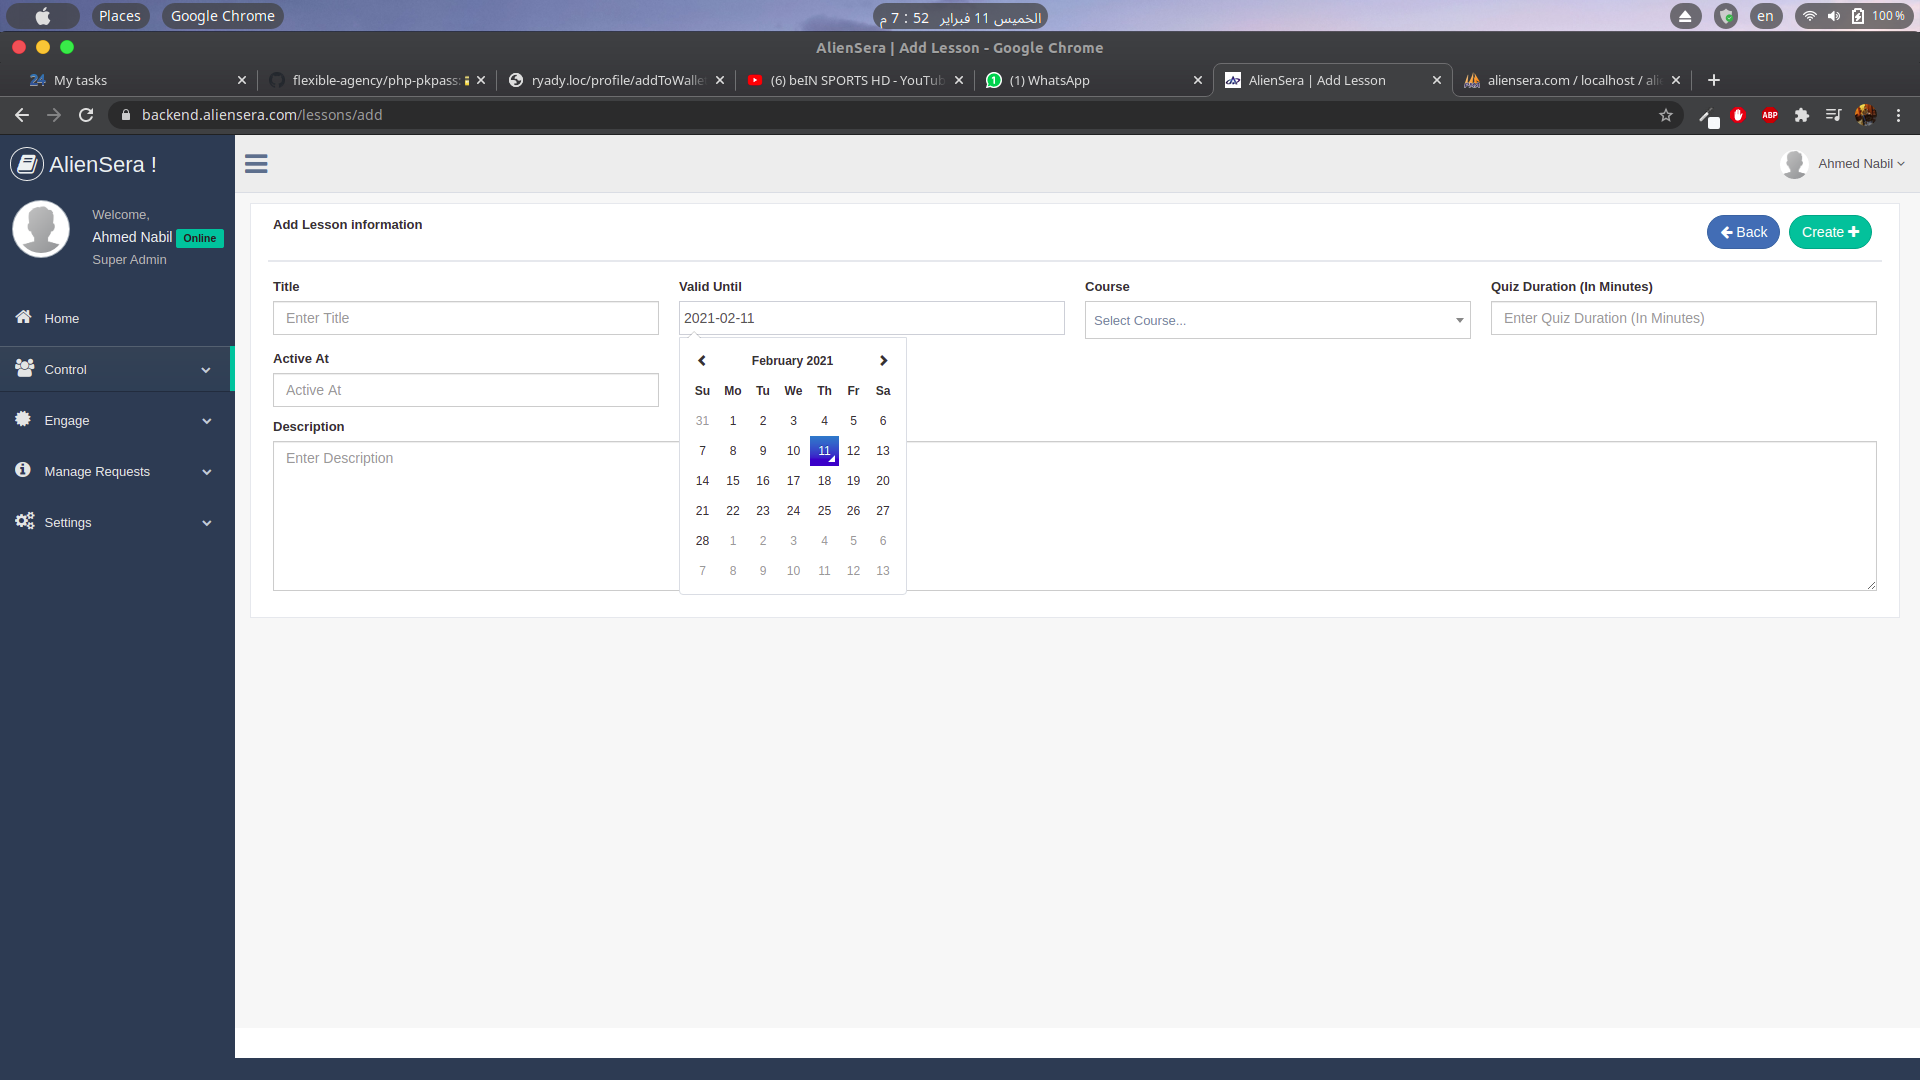 Places
Google Chrome
الخميس 11 فبراير 52 : 7 م
en
100 %
AlienSera | Add Lesson - Google Chrome
24 My tasks
flexible-agency/php-pkpass:
ryady.loc/profile/addToWalle
(6) beIN SPORTS HD - YouTub
1 (1) WhatsApp
AlienSera | Add Lesson
aliensera.com / localhost / ali
backend.aliensera.com/lessons/add
ABP
AlienSera !
Ahmed Nabil
Welcome,
Ahmed Nabil Online
Super Admin
Home
Control
Engage
Manage Requests
Settings
Add Lesson information
Back
Create
Title
Valid Until
Course
Quiz Duration (In Minutes)
Enter Title
2021-02-11
Select Course...
Enter Quiz Duration (In Minutes)
Active At
Active At
Description
Enter Description
February 2021
Su Mo Tu We Th Fr Sa
31 1 2 3 4 5 6
7 8 9 10 11 12 13
14 15 16 17 18 19 20
21 22 23 24 25 26 27
28 1 2 3 4 5 6
7 8 9 10 11 12 13